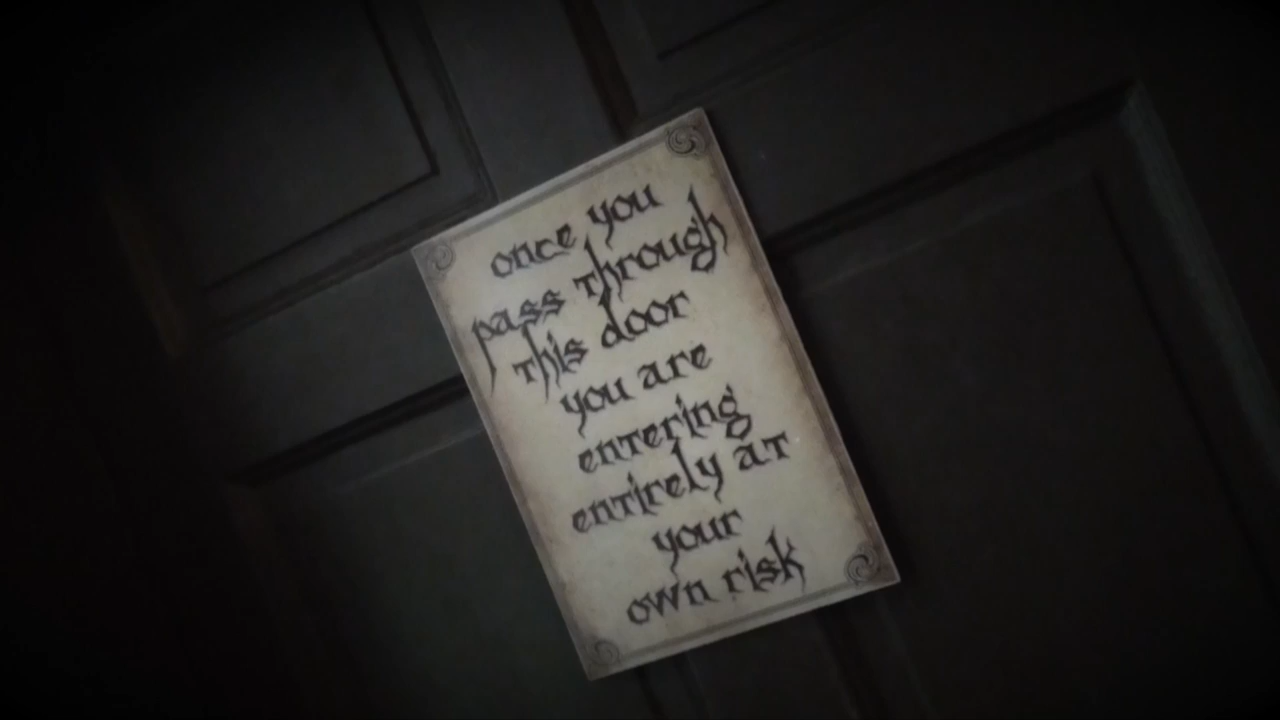 once you
pass through
this door
you are
entering
entirely at
your
own risk